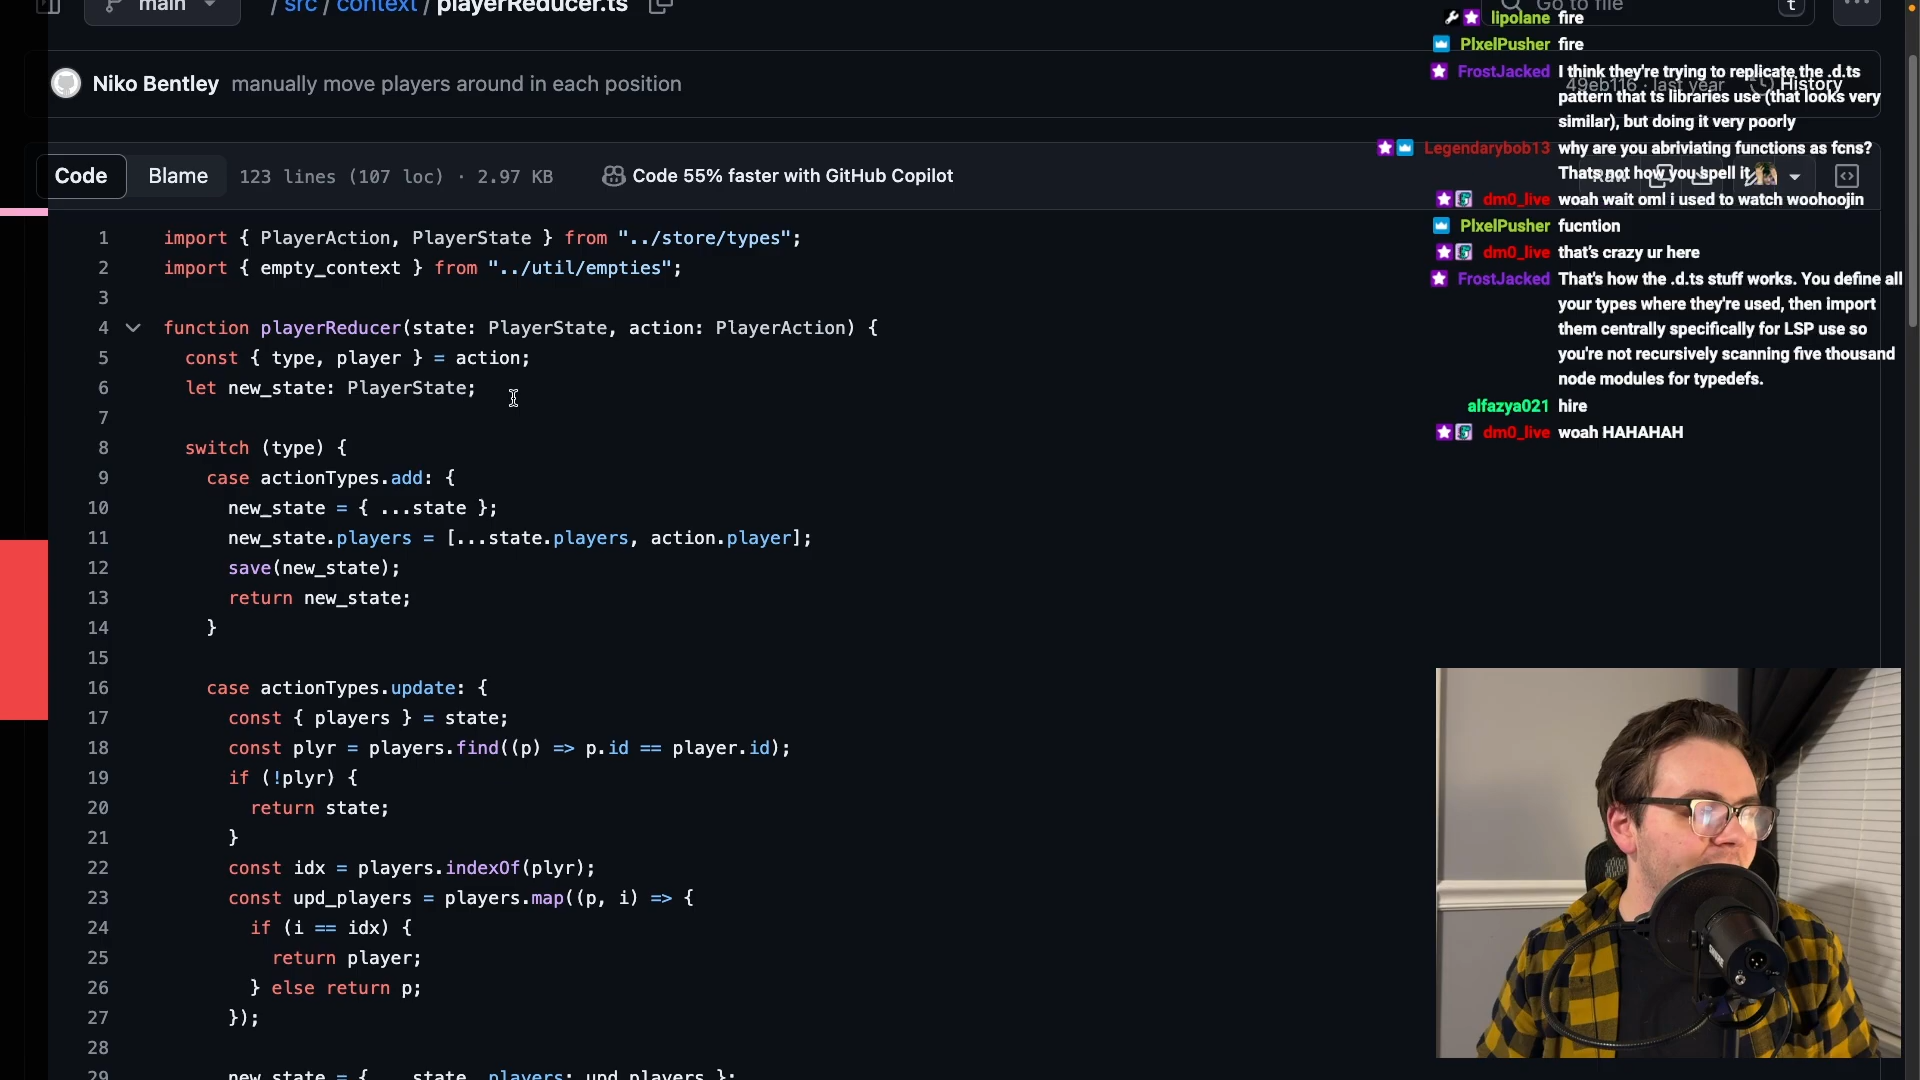 main
/ src / context / playerReducer.ts
Go to file
t
Niko Bentley manually move players around in each position
49eb116 · last year History
Code Blame 123 lines (107 loc) · 2.97 KB Code 55% faster with GitHub Copilot
Raw
1 import { PlayerAction, PlayerState } from "../store/types";
2 import { empty_context } from "../util/empties";
3
4 function playerReducer(state: PlayerState, action: PlayerAction) {
5 const { type, player } = action;
6 let new_state: PlayerState;
7
8 switch (type) {
9 case actionTypes.add: {
10 new_state = { ...state };
11 new_state.players = [...state.players, action.player];
12 save(new_state);
13 return new_state;
14 }
15
16 case actionTypes.update: {
17 const { players } = state;
18 const plyr = players.find((p) => p.id == player.id);
19 if (!plyr) {
20 return state;
21 }
22 const idx = players.indexOf(plyr);
23 const upd_players = players.map((p, i) => {
24 if (i == idx) {
25 return player;
26 } else return p;
27 });
28
29 new_state = { ...state, players: upd_players };
lipolane fire
PIxelPusher fire
FrostJacked I think they're trying to replicate the .d.ts
pattern that ts libraries use (that looks very
similar), but doing it very poorly
Legendarybob13 why are you abriviating functions as fcns?
Thats not how you spell it
dm0_live woah wait oml i used to watch woohoojin
PIxelPusher fucntion
dm0_live that's crazy ur here
FrostJacked That's how the .d.ts stuff works. You define all
your types where they're used, then import
them centrally specifically for LSP use so
you're not recursively scanning five thousand
node modules for typedefs.
alfazya021 hire
dm0_live woah HAHAHAH